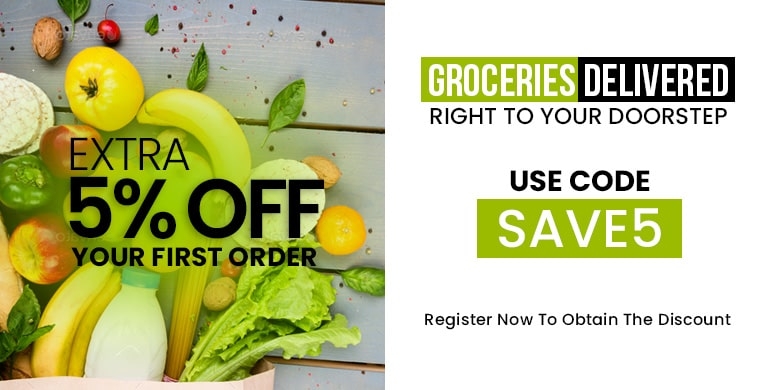 EXTRA
5% OFF
YOUR FIRST ORDER
GROCERIES DELIVERED
RIGHT TO YOUR DOORSTEP
USE CODE
SAVE5
Register Now To Obtain The Discount